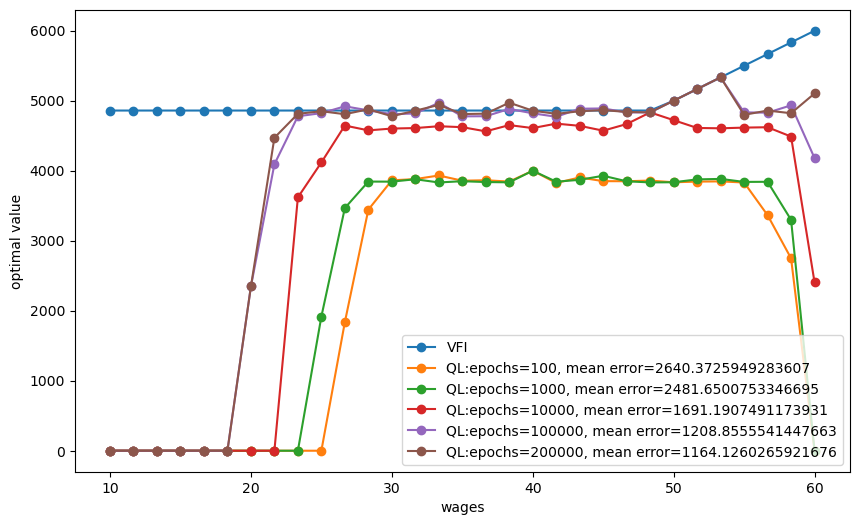 6000
5000
4000
3000
2000
1000
0
optimal value
10
20
30
40
50
60
wages
VFI
QL:epochs=100, mean error=2640.3725949283607
QL:epochs=1000, mean error=2481.6500753346695
QL:epochs=10000, mean error=1691.1907491173931
QL:epochs=100000, mean error=1208.8555541447663
QL:epochs=200000, mean error=1164.1260265921676